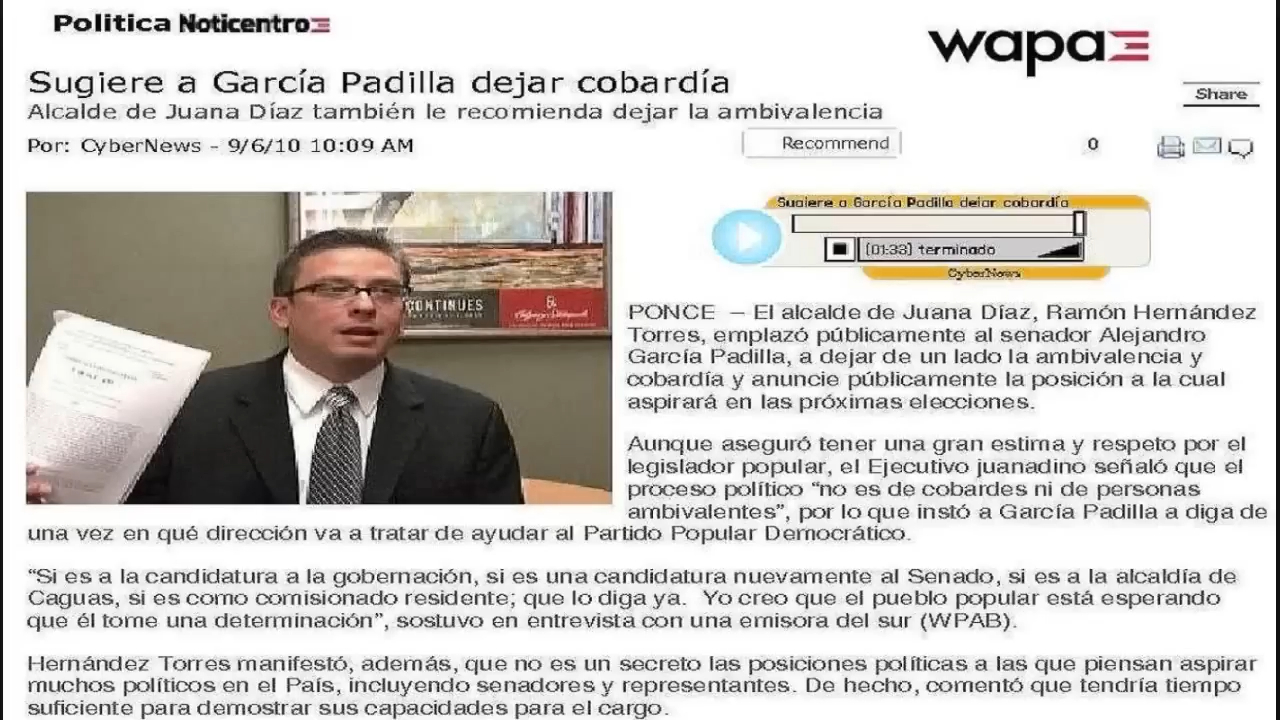 Politica Noticentro
wapa
Sugiere a García Padilla dejar cobardía
Alcalde de Juana Díaz también le recomienda dejar la ambivalencia
Share
Por: CyberNews - 9/6/10 10:09 AM
Recommend
0
Sugiere a García Padilla dejar cobardía
(01:33) terminado
CyberNews
CONTINUES
PONCE – El alcalde de Juana Díaz, Ramón Hernández
Torres, emplazó públicamente al senador Alejandro
García Padilla, a dejar de un lado la ambivalencia y
cobardía y anuncie públicamente la posición a la cual
aspirará en las próximas elecciones.
Aunque aseguró tener una gran estima y respeto por el
legislador popular, el Ejecutivo juanadino señaló que el
proceso político “no es de cobardes ni de personas
ambivalentes”, por lo que instó a García Padilla a diga de
una vez en qué dirección va a tratar de ayudar al Partido Popular Democrático.
“Si es a la candidatura a la gobernación, si es una candidatura nuevamente al Senado, si es a la alcaldía de
Caguas, si es como comisionado residente; que lo diga ya. Yo creo que el pueblo popular está esperando
que él tome una determinación”, sostuvo en entrevista con una emisora del sur (WPAB).
Hernández Torres manifestó, además, que no es un secreto las posiciones políticas a las que piensan aspirar
muchos políticos en el País, incluyendo senadores y representantes. De hecho, comentó que tendría tiempo
suficiente para demostrar sus capacidades para el cargo.